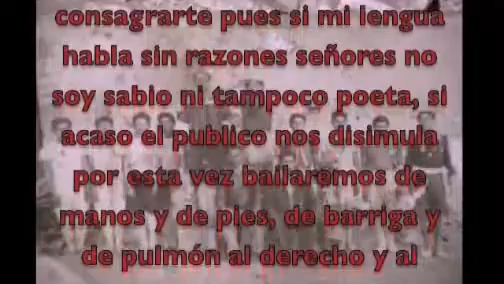 consagrarte pues si mi lengua
habla sin razones señores no
soy sabio ni tampoco poeta, si
acaso el publico nos disimula
por esta vez bailaremos de
manos y de pies, de barriga y
de pulmón al derecho y al